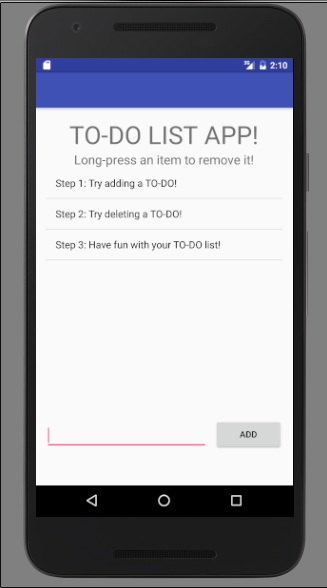 2:10
TO-DO LIST APP!
Long-press an item to remove it!
Step 1: Try adding a TO-DO!
Step 2: Try deleting a TO-DO!
Step 3: Have fun with your TO-DO list!
ADD